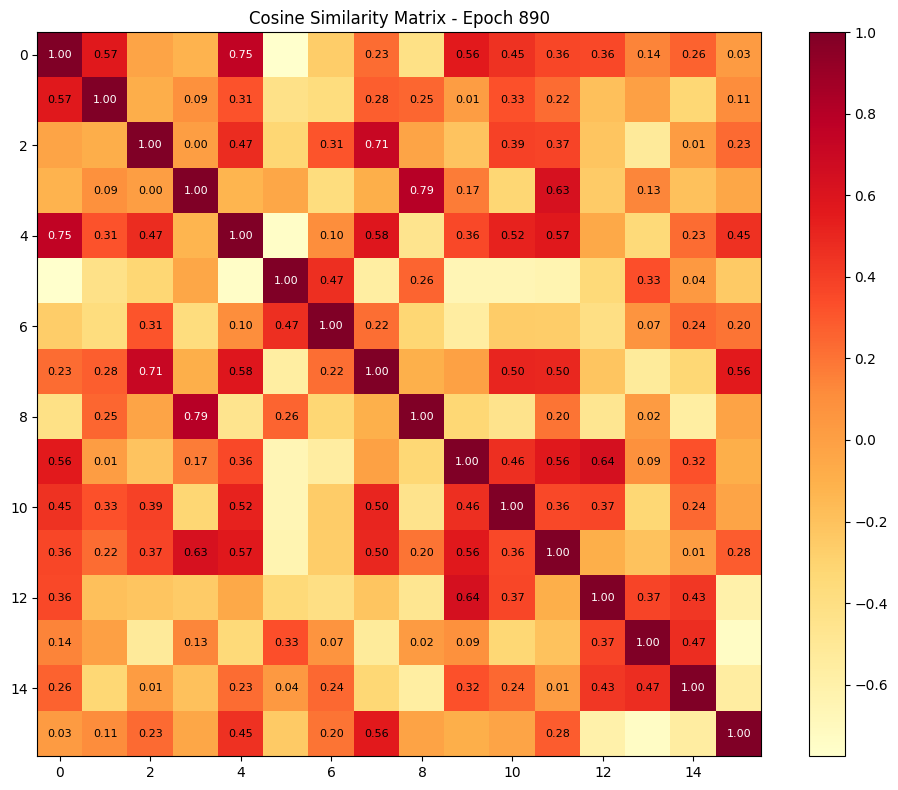 Cosine Similarity Matrix - Epoch 890
0 1.00 0.57 0.75 0.23 0.56 0.45 0.36 0.36 0.14 0.26 0.03
0.57 1.00 0.09 0.31 0.28 0.25 0.01 0.33 0.22 0.11
2 1.00 0.00 0.47 0.31 0.71 0.39 0.37 0.01 0.23
0.09 0.00 1.00 0.79 0.17 0.63 0.13
4 0.75 0.31 0.47 1.00 0.10 0.58 0.36 0.52 0.57 0.23 0.45
1.00 0.47 0.26 0.33 0.04
6 0.31 0.10 0.47 1.00 0.22 0.07 0.24 0.20
0.23 0.28 0.71 0.58 0.22 1.00 0.50 0.50 0.56
8 0.25 0.79 0.26 1.00 0.20 0.02
0.56 0.01 0.17 0.36 1.00 0.46 0.56 0.64 0.09 0.32
10 0.45 0.33 0.39 0.52 0.50 0.46 1.00 0.36 0.37 0.24
0.36 0.22 0.37 0.63 0.57 0.50 0.20 0.56 0.36 1.00 0.01 0.28
12 0.36 0.64 0.37 1.00 0.37 0.43
0.14 0.13 0.33 0.07 0.02 0.09 0.37 1.00 0.47
14 0.26 0.01 0.23 0.04 0.24 0.32 0.24 0.01 0.43 0.47 1.00
0.03 0.11 0.23 0.45 0.20 0.56 0.28 1.00
0 2 4 6 8 10 12 14
1.0
0.8
0.6
0.4
0.2
0.0
−0.2
−0.4
−0.6